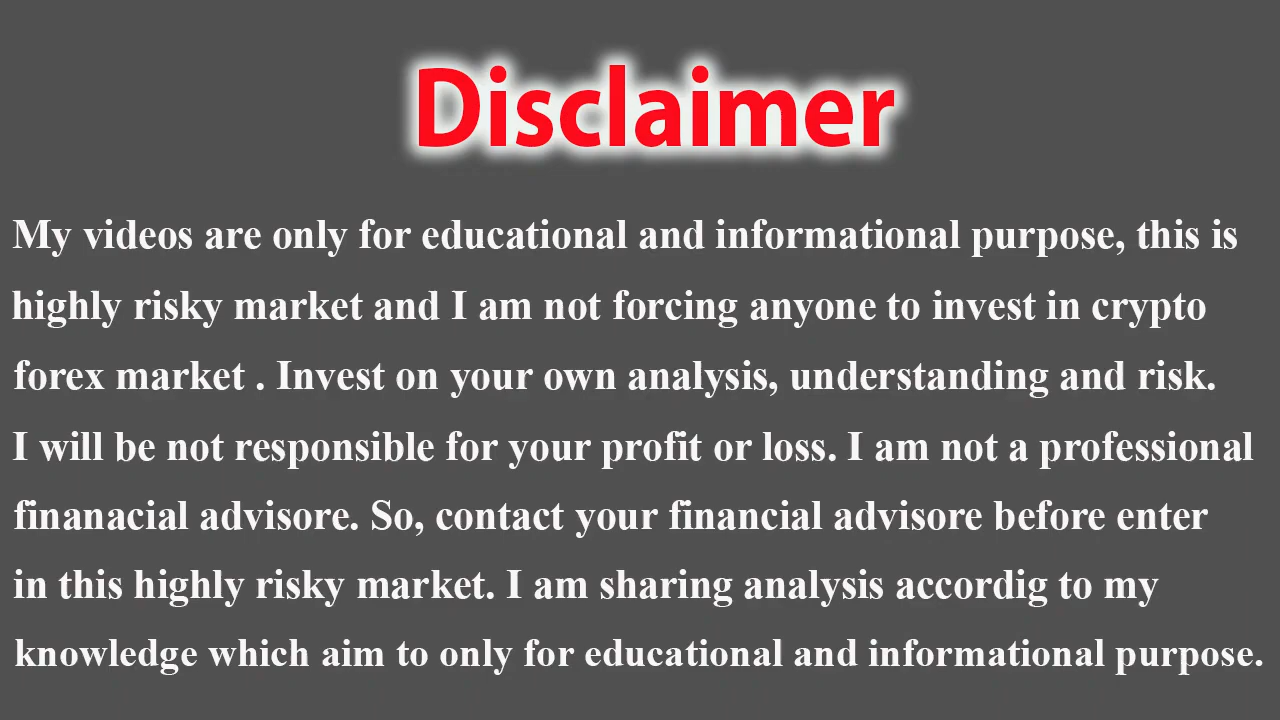 Disclaimer
My videos are only for educational and informational purpose, this is
highly risky market and I am not forcing anyone to invest in crypto
forex market . Invest on your own analysis, understanding and risk.
I will be not responsible for your profit or loss. I am not a professional
finanacial advisore. So, contact your financial advisore before enter
in this highly risky market. I am sharing analysis accordig to my
knowledge which aim to only for educational and informational purpose.